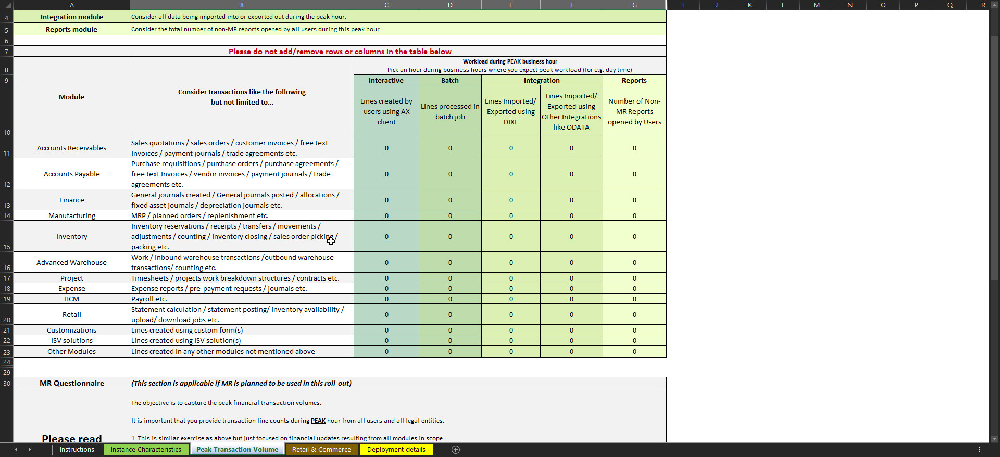 A B C D E F G I J K L M N O P Q R
4 Integration module Consider all data being imported into or exported out during the peak hour.
5 Reports module Consider the total number of non-MR reports opened by all users during this peak hour.
6
7 Please do not add/remove rows or columns in the table below
Workload during PEAK business hour
8 Pick an hour during business hours where you expect peak workload (for e.g. day time)
9 Interactive Batch Integration Reports
Module
Consider transactions like the following
but not limited to...
Lines created by
users using AX
client
Lines processed in
batch job
Lines Imported/
Exported using
DIXF
Lines Imported/
Exported using
Other Integrations
like ODATA
Number of Non-
MR Reports
opened by Users
10
Accounts Receivables
Sales quotations / sales orders / customer invoices / free text
Invoices / payment journals / trade agreements etc.
0 0 0 0 0
11
Accounts Payable
Purchase requisitions / purchase orders / purchase agreements /
free text Invoices / vendor invoices / payment journals / trade
agreements etc.
0 0 0 0 0
12
Finance
General journals created / General journals posted / allocations /
fixed asset journals / depreciation journals etc.
0 0 0 0 0
13
14 Manufacturing MRP / planned orders / replenishment etc. 0 0 0 0 0
Inventory
Inventory reservations / receipts / transfers / movements /
adjustments / counting / inventory closing / sales order picking /
packing etc.
0 0 0 0 0
15
Advanced Warehouse
Work / inbound warehouse transactions /outbound warehouse
transactions/ counting etc.
0 0 0 0 0
16
17 Project Timesheets / projects work breakdown structures / contracts etc. 0 0 0 0 0
18 Expense Expense reports / pre-payment requests / journals etc. 0 0 0 0 0
19 HCM Payroll etc. 0 0 0 0 0
Retail
Statement calculation / statement posting/ inventory availability /
upload/ download jobs etc.
0 0 0 0 0
20
21 Customizations Lines created using custom form(s) 0 0 0 0 0
22 ISV solutions Lines created using ISV solution(s) 0 0 0 0 0
23 Other Modules Lines created in any other modules not mentioned above 0 0 0 0 0
24
29
30 MR Questionnaire (This section is applicable if MR is planned to be used in this roll-out)
The objective is to capture the peak financial transaction volumes.
It is important that you provide transaction line counts during PEAK hour from all users and all legal entities.
Please read
1. This is similar exercise as above but just focused on financial updates resulting from all modules in scope.
Instructions Instance Characteristics Peak Transaction Volume Retail & Commerce Deployment details